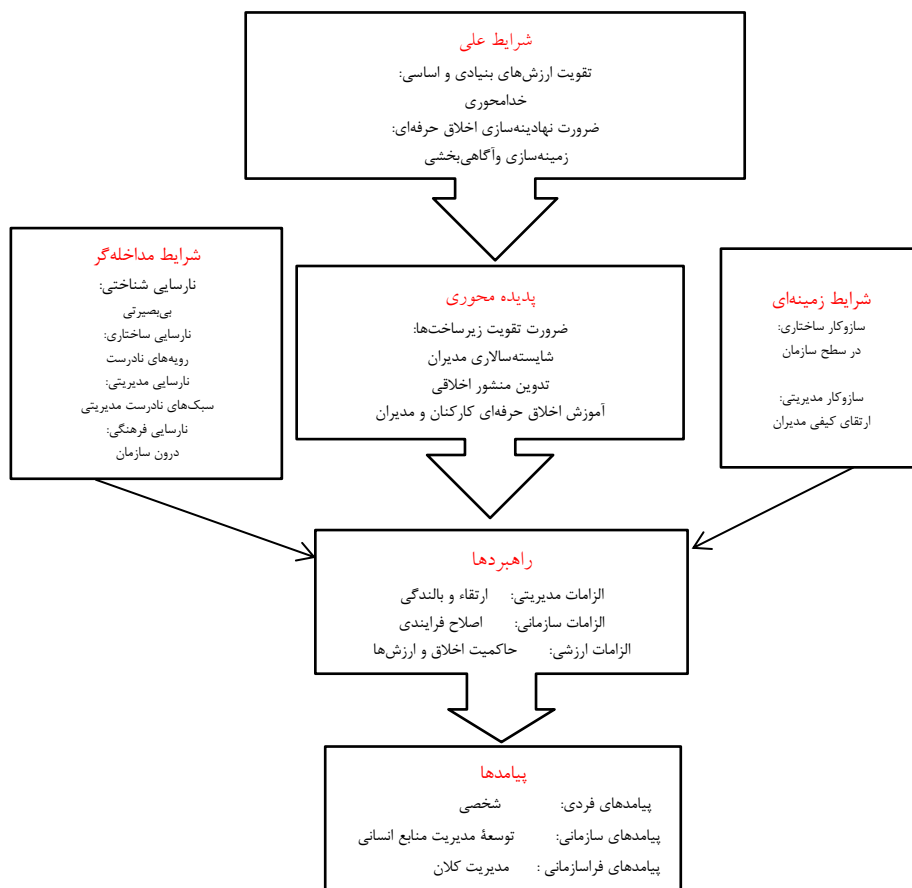 شرایط علی
تقویت ارزش‌های بنیادی و اساسی:
خدامحوری
ضرورت نهادینه‌سازی اخلاق حرفه‌ای:
زمینه‌سازی وآگاهی‌بخشی
شرایط زمینه‌ای
سازوکار ساختاری:
در سطح سازمان
سازوکار مدیریتی:
ارتقای کیفی مدیران
پدیده محوری
ضرورت تقویت زیرساخت‌ها:
شایسته‌سالاری مدیران
تدوین منشور اخلاقی
آموزش اخلاق حرفه‌ای کارکنان و مدیران
شرایط مداخله‌گر
نارسایی شناختی:
بی‌بصیرتی
نارسایی ساختاری:
رویه‌های نادرست
نارسایی مدیریتی:
سبک‌های نادرست مدیریتی
نارسایی فرهنگی:
درون سازمان
راهبردها
الزامات مدیریتی: ارتقاء و بالندگی
الزامات سازمانی: اصلاح فرایندی
الزامات ارزشی: حاکمیت اخلاق و ارزش‌ها
پیامدها
پیامدهای فردی: شخصی
پیامدهای سازمانی: توسعۀ مدیریت منابع انسانی
پیامدهای فراسازمانی : مدیریت کلان